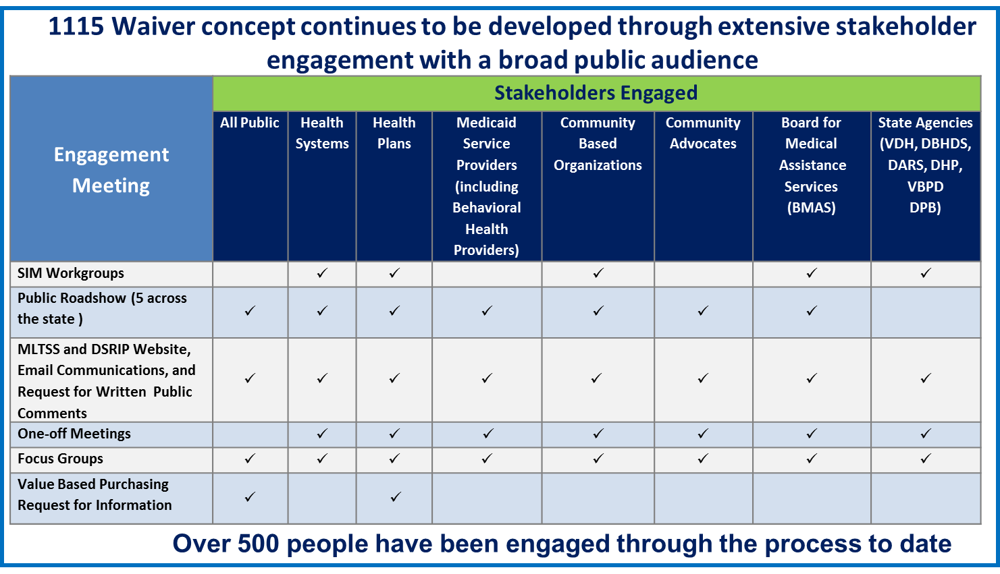 1115 Waiver concept continues to be developed through extensive stakeholder
engagement with a broad public audience
Engagement
Meeting
Stakeholders Engaged
All Public
Health
Systems
Health
Plans
Medicaid
Service
Providers
(including
Behavioral
Health
Providers)
Community
Based
Organizations
Community
Advocates
Board for
Medical
Assistance
Services
(BMAS)
State Agencies
(VDH, DBHDS,
DARS, DHP,
VBPD
DPB)
SIM Workgroups ✓ ✓ ✓ ✓ ✓
Public Roadshow (5 across
the state )
✓ ✓ ✓ ✓ ✓ ✓ ✓
MLTSS and DSRIP Website,
Email Communications, and
Request for Written  Public
Comments
✓ ✓ ✓ ✓ ✓ ✓ ✓ ✓
One-off Meetings ✓ ✓ ✓ ✓ ✓ ✓ ✓
Focus Groups ✓ ✓ ✓ ✓ ✓ ✓ ✓ ✓
Value Based Purchasing
Request for Information
✓ ✓
Over 500 people have been engaged through the process to date